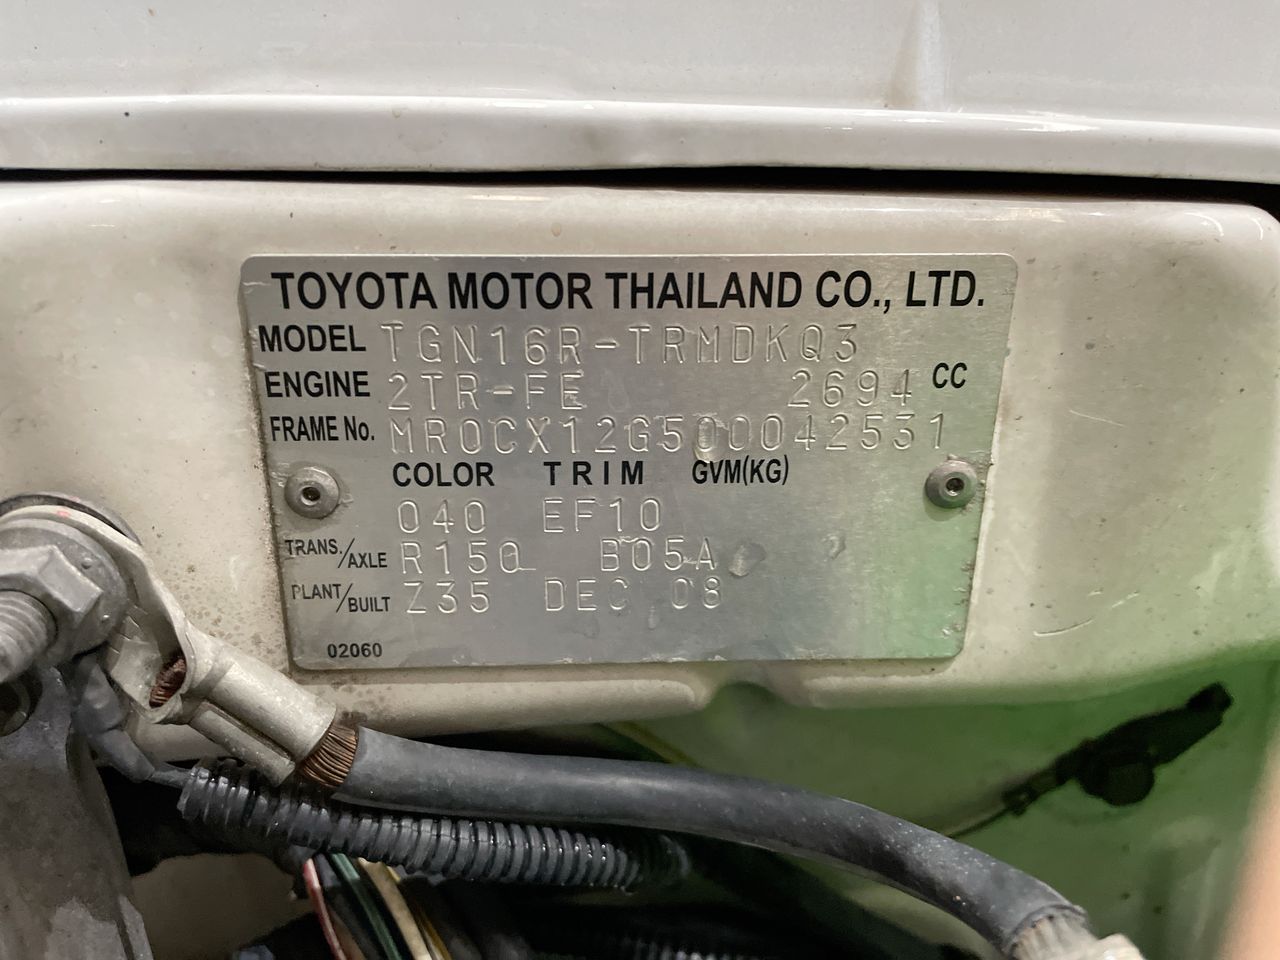 TOYOTA MOTOR THAILAND CO., LTD.
MODEL TGN16R-TRMDKQ3
ENGINE 2TR-FE 2694 CC
FRAME No. MR0CX12G500042531
COLOR TRIM GVM(KG)
040 EF10
TRANS./AXLE R150 B05A
PLANT/BUILT Z35 DEC 08
02060